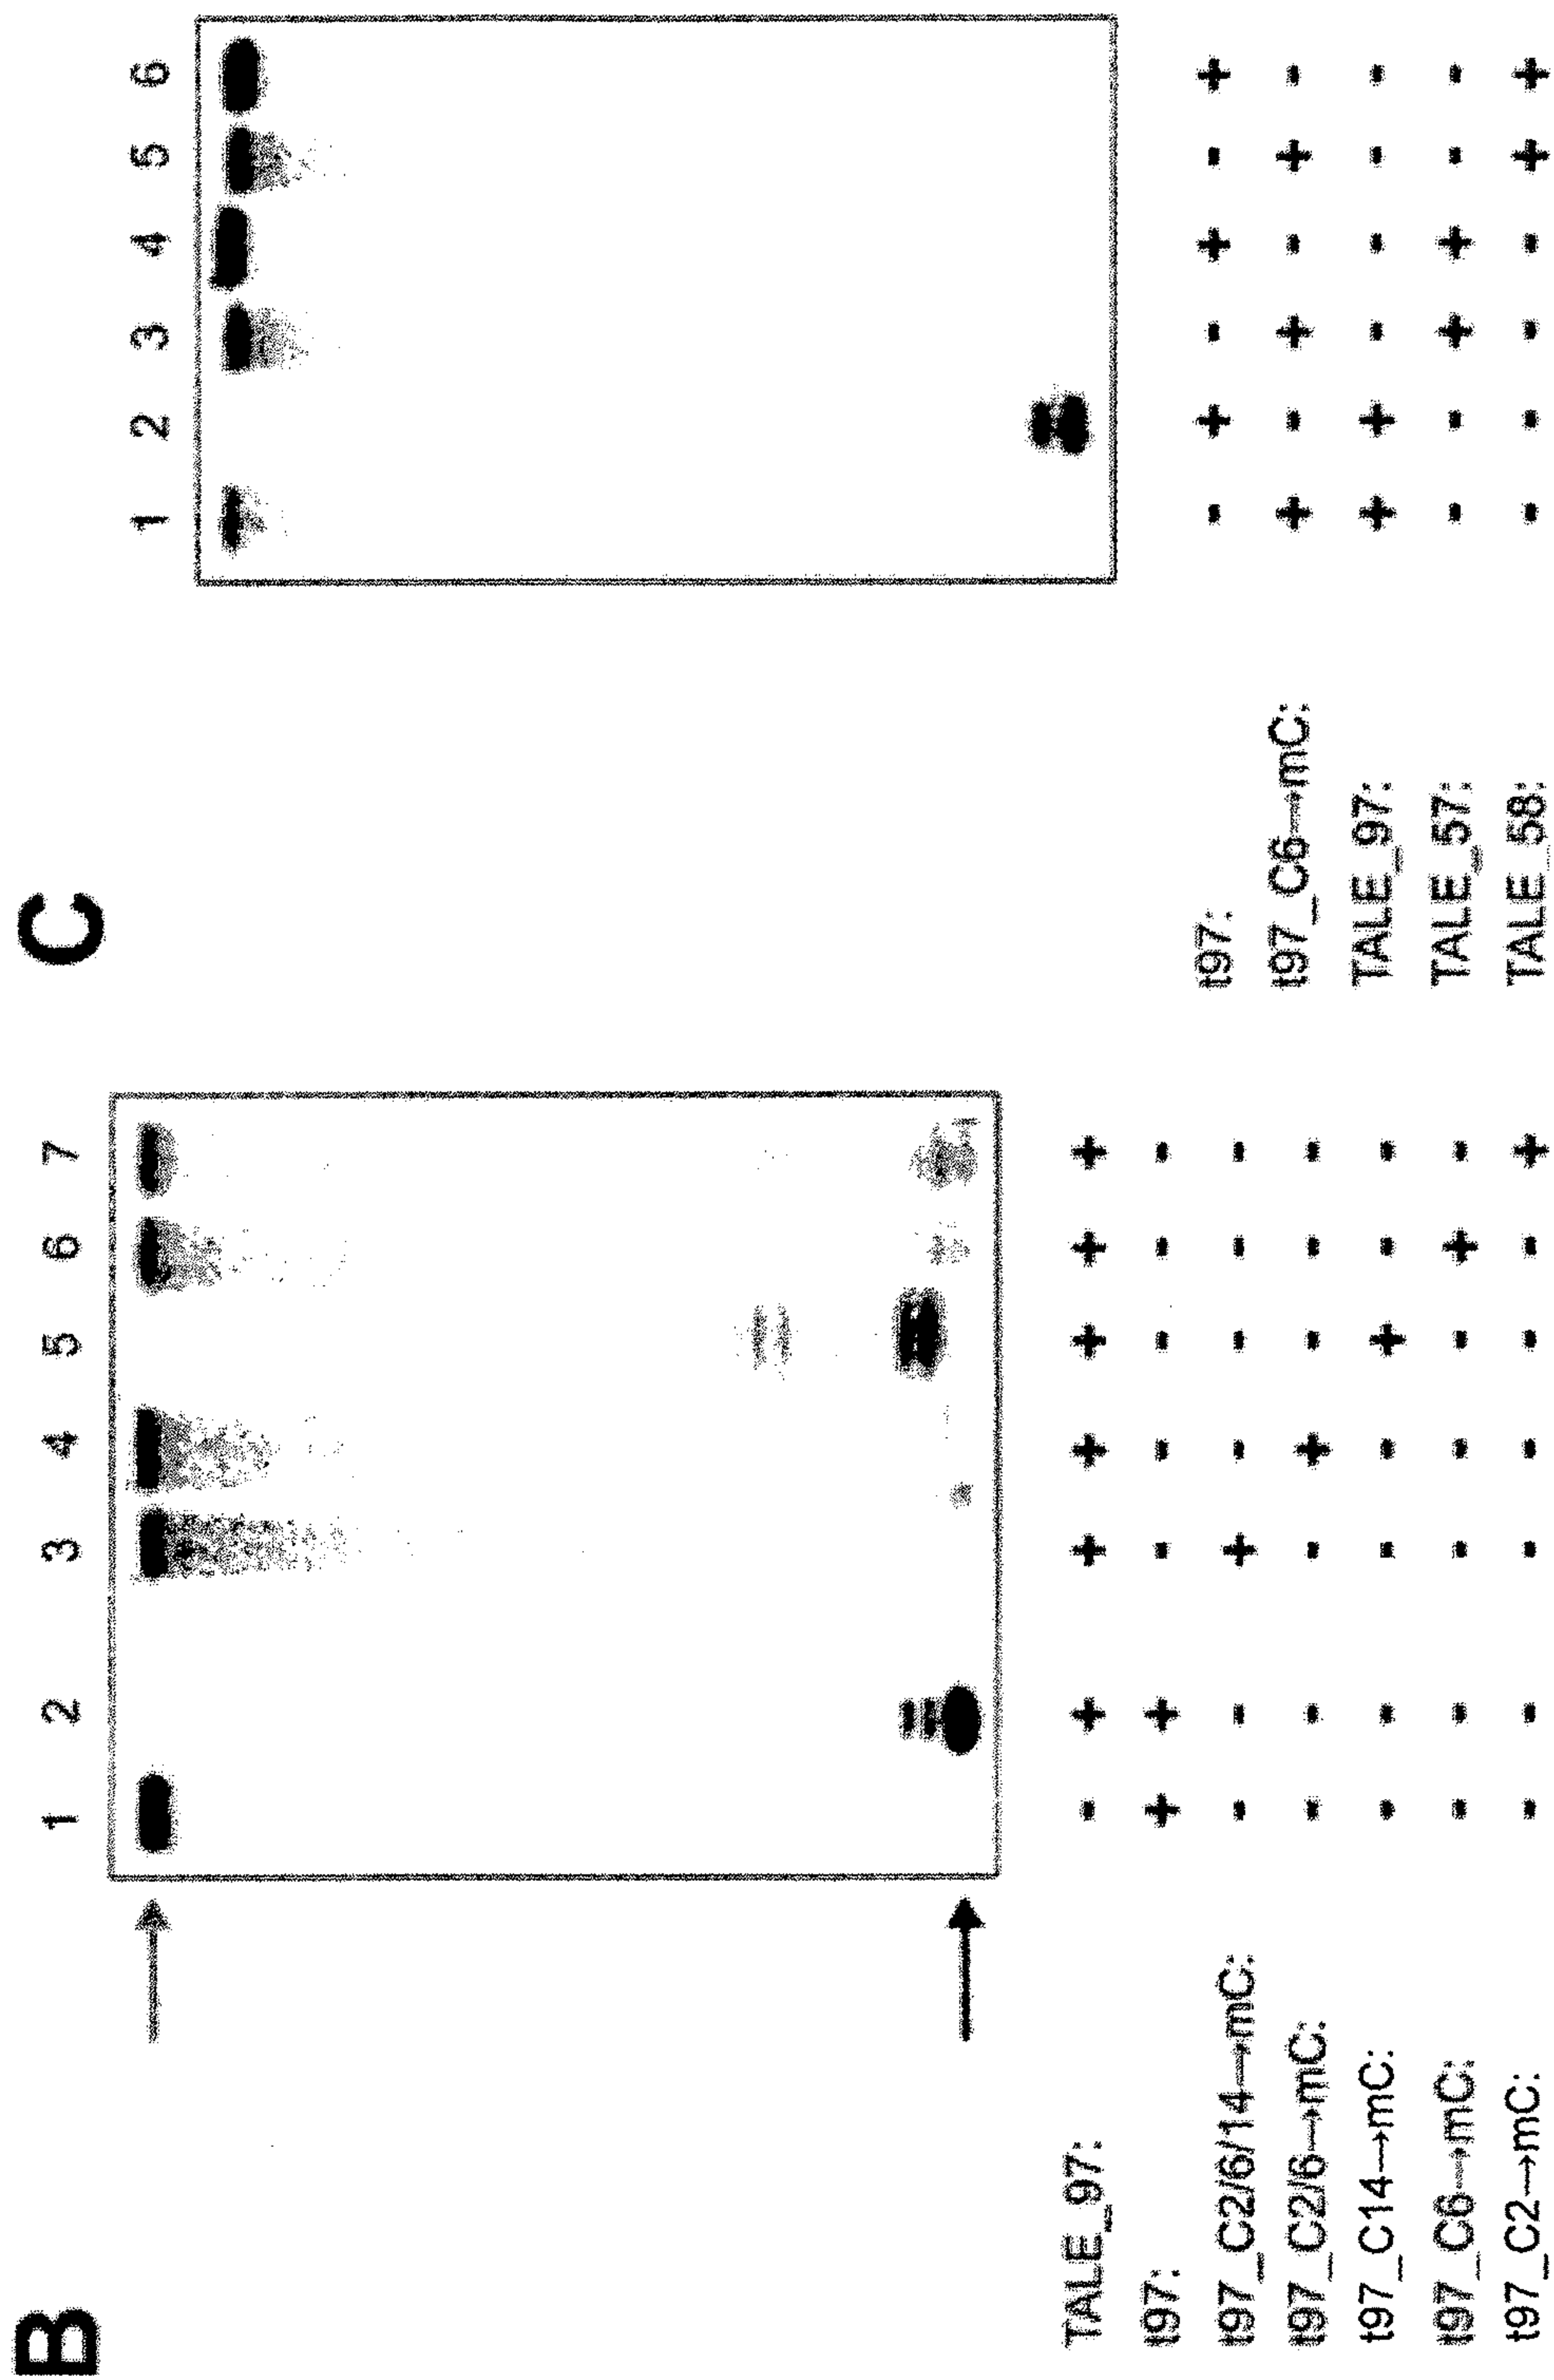 B
1 2 3 4 5 6 7
TALE_97: - + + + + + +
t97: + + - - - - -
t97_C2/6/14→mC: - - + - - - -
t97_C2/6→mC: - - - + - - -
t97_C14→mC: - - - - + - -
t97_C6→mC: - - - - - + -
t97_C2→mC: - - - - - - +
C
1 2 3 4 5 6
t97: - + - + - +
t97_C6→mC: + - + - + -
TALE_97: + + - - - -
TALE_57: - - + + - -
TALE_58: - - - - + +